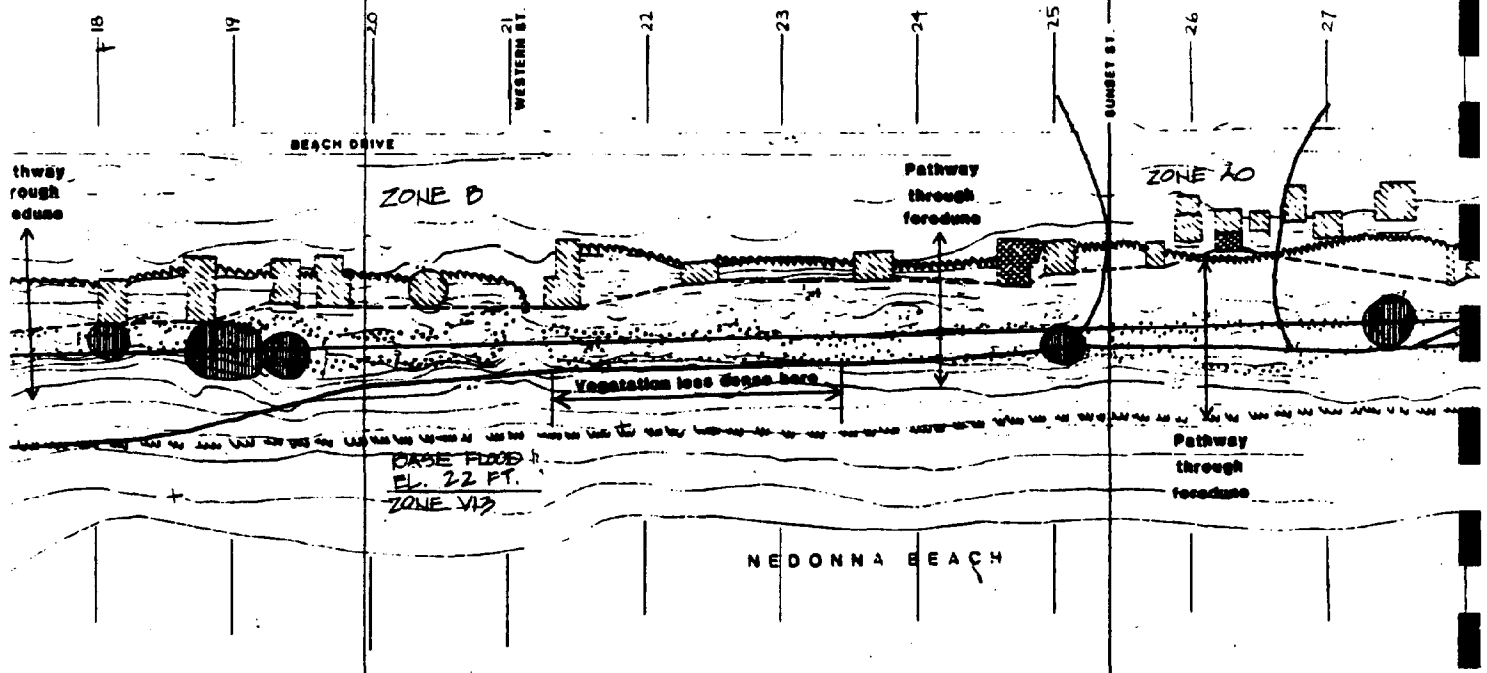 18
19
20
21
22
23
24
25
26
27
WESTERN ST.
SUNSET ST.
BEACH DRIVE
thway
rough
edune
ZONE B
Pathway
through
foredune
ZONE AO
Vegetation less dense here
BASE FLOOD
EL. 22 FT.
ZONE V13
Pathway
through
foredune
NEDONNA BEACH